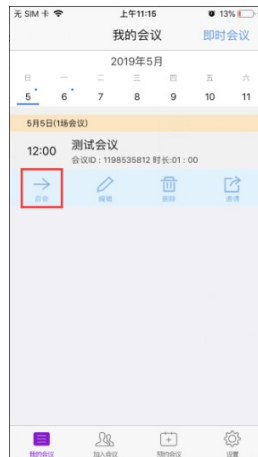 无 SIM 卡 上午11:15 13%
我的会议 即时会议
2019年5月
日 一 二 三 四 五 六
5 6 7 8 9 10 11
5月5日(1场会议)
12:00 测试会议
会议ID：1198535812 时长:01：00
启会 编辑 删除 邀请
我的会议 加入会议 预约会议 设置